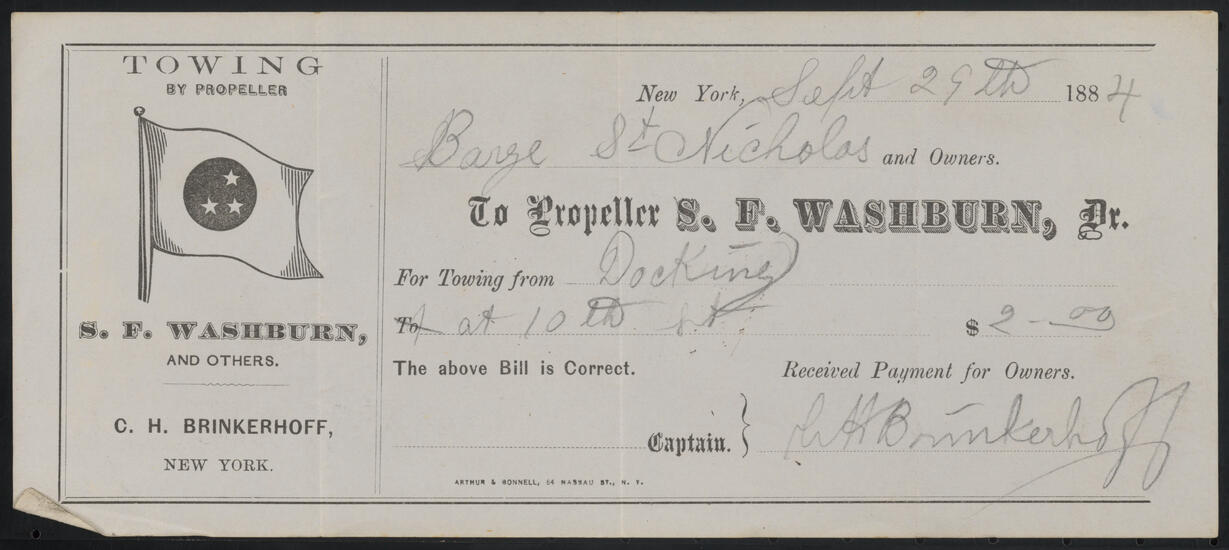 TOWING
BY PROPELLER
S. F. WASHBURN,
AND OTHERS.
C. H. BRINKERHOFF,
NEW YORK.
New York, Sept 29th 1884
Barge St Nicholas and Owners.
To Propeller S. F. WASHBURN, Dr.
For Towing from Docking
To at 10th St, $ 2.00
The above Bill is Correct. Received Payment for Owners.
Captain. } C H Brinkerhoff
ARTHUR & BONNELL, 64 NASSAU ST., N. Y.